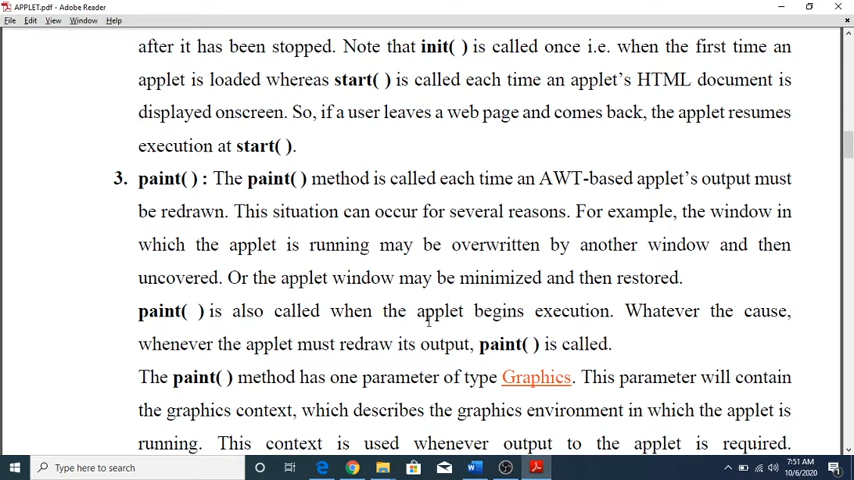 APPLET.pdf - Adobe Reader
File Edit View Window Help
after it has been stopped. Note that init( ) is called once i.e. when the first time an
applet is loaded whereas start( ) is called each time an applet's HTML document is
displayed onscreen. So, if a user leaves a web page and comes back, the applet resumes
execution at start( ).
3. paint( ) : The paint( ) method is called each time an AWT-based applet's output must
be redrawn. This situation can occur for several reasons. For example, the window in
which the applet is running may be overwritten by another window and then
uncovered. Or the applet window may be minimized and then restored.
paint( ) is also called when the applet begins execution. Whatever the cause,
whenever the applet must redraw its output, paint( ) is called.
The paint( ) method has one parameter of type Graphics. This parameter will contain
the graphics context, which describes the graphics environment in which the applet is
running. This context is used whenever output to the applet is required.
Type here to search
7:51 AM
10/6/2020